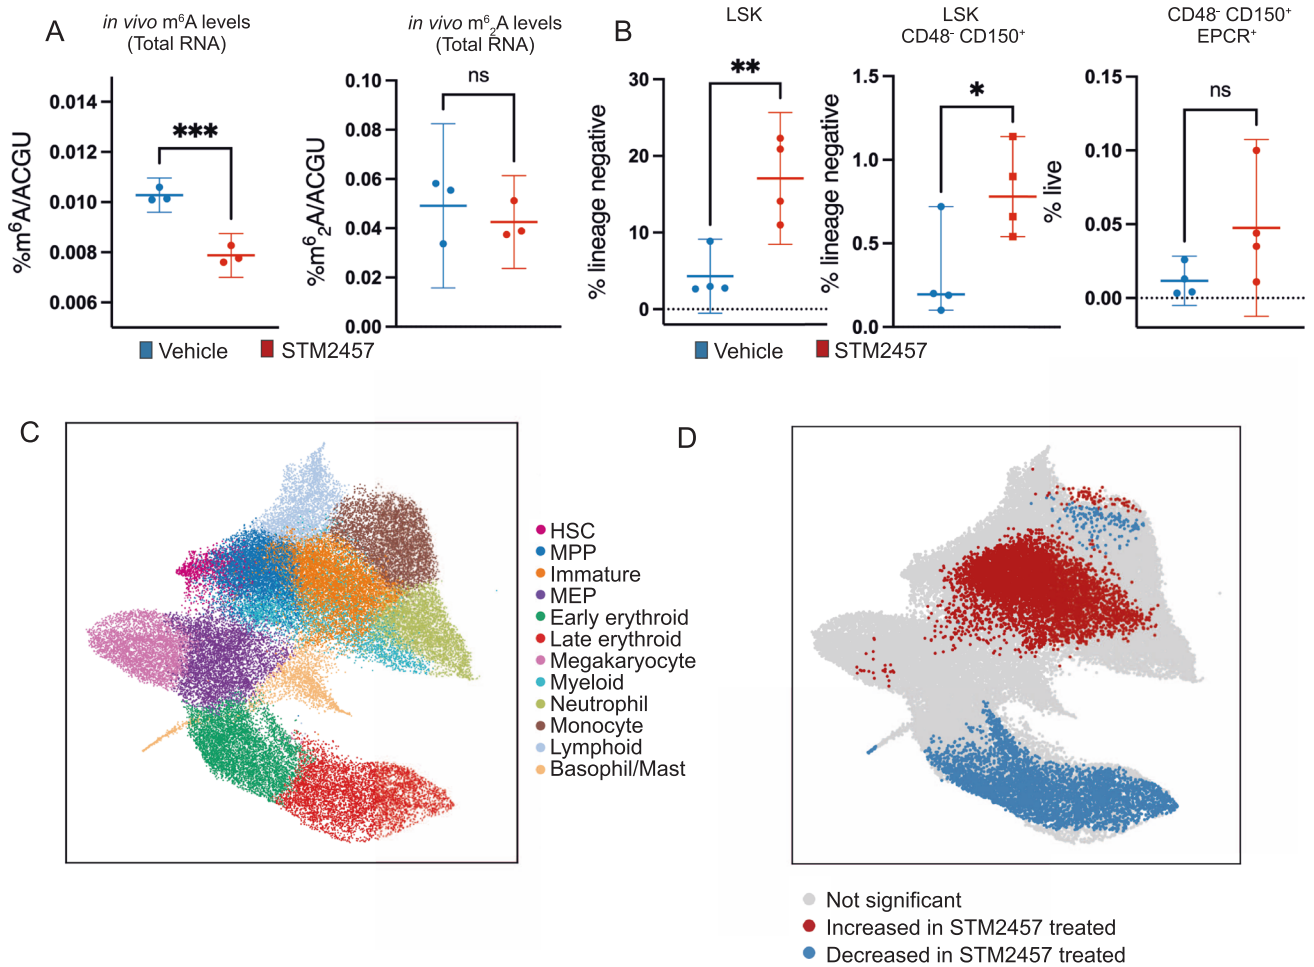 A
in vivo m⁶A levels
(Total RNA)
%m⁶A/ACGU
0.014
0.012
0.010
0.008
0.006
***
in vivo m⁶₂A levels
(Total RNA)
%m⁶₂A/ACGU
0.10
0.08
0.06
0.04
0.02
0.00
ns
Vehicle
STM2457
B
LSK
% lineage negative
30
20
10
0
**
LSK
CD48⁻ CD150⁺
% lineage negative
1.5
1.0
0.5
0.0
*
CD48⁻ CD150⁺
EPCR⁺
% live
0.15
0.10
0.05
0.00
ns
Vehicle
STM2457
C
HSC
MPP
Immature
MEP
Early erythroid
Late erythroid
Megakaryocyte
Myeloid
Neutrophil
Monocyte
Lymphoid
Basophil/Mast
D
Not significant
Increased in STM2457 treated
Decreased in STM2457 treated